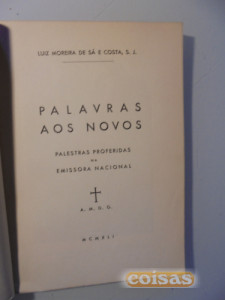 LUIZ MOREIRA DE SÁ E COSTA, S. J.
PALAVRAS
AOS NOVOS
PALESTRAS PROFERIDAS
NA
EMISSORA NACIONAL
A. M. D. G.
MCMXLI
coisas